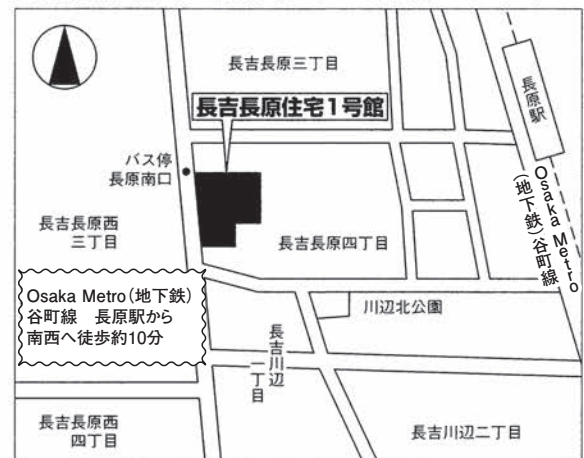 長吉長原三丁目
長吉長原住宅1号館
長原駅
バス停
長原南口
Osaka Metro
(地下鉄)谷町線
長吉長原西
三丁目
長吉長原四丁目
Osaka Metro(地下鉄)
谷町線 長原駅から
南西へ徒歩約10分
川辺北公園
長吉川辺
一丁目
長吉長原西
四丁目
長吉川辺二丁目